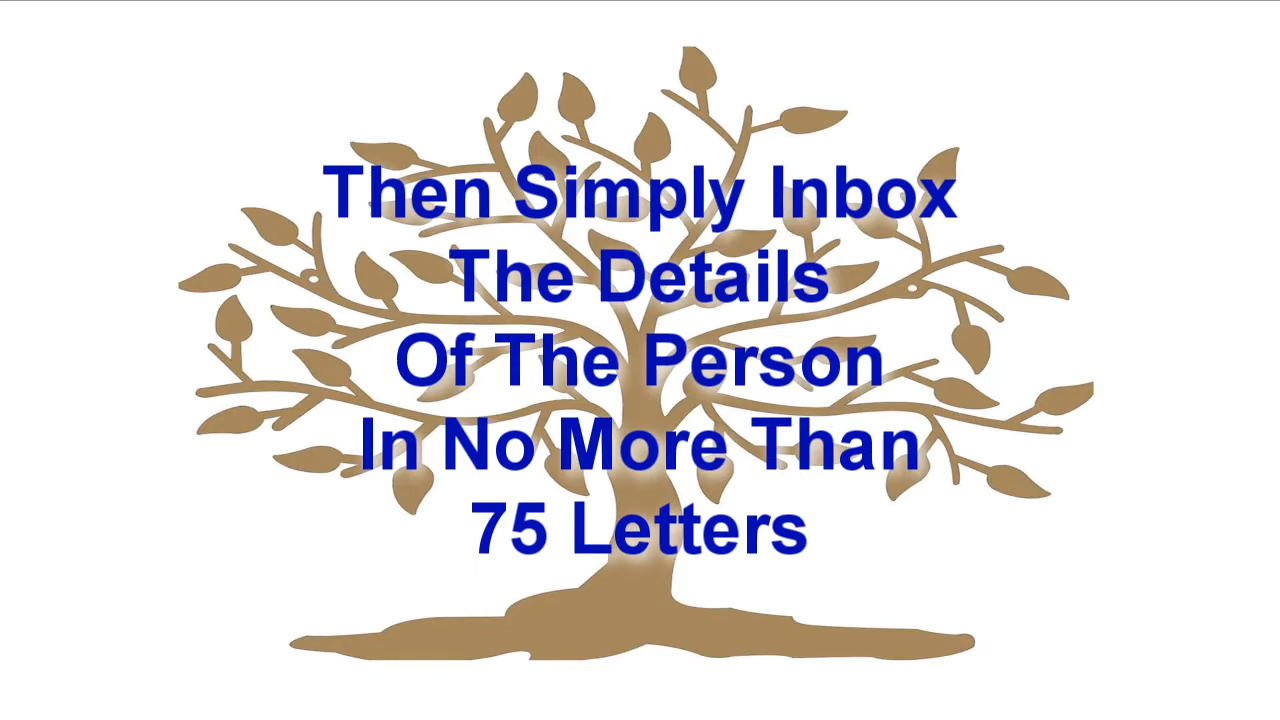 Then Simply Inbox
The Details
Of The Person
In No More Than
75 Letters